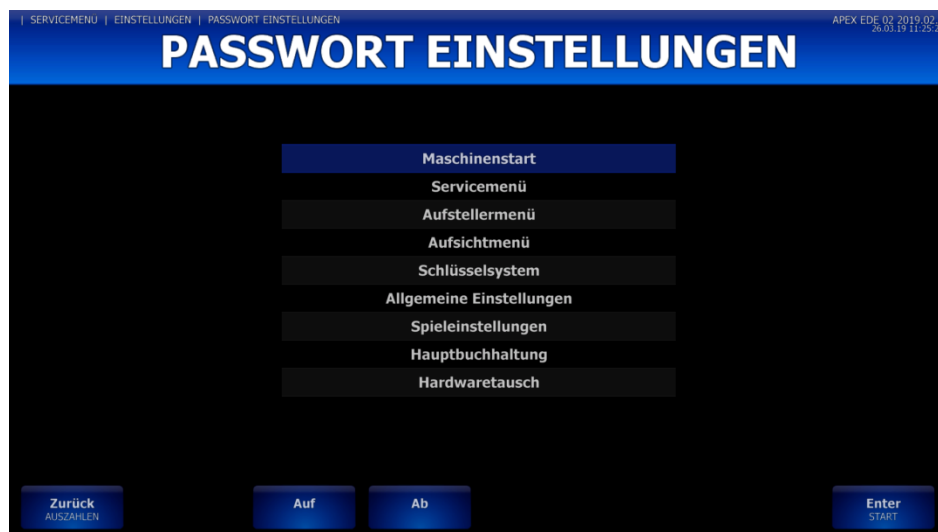 | SERVICEMENU | EINSTELLUNGEN | PASSWORT EINSTELLUNGEN
APEX EDE 02 2019.02.
26.03.19 11:25:2
PASSWORT EINSTELLUNGEN
Maschinenstart
Servicemenü
Aufstellermenü
Aufsichtmenü
Schlüsselsystem
Allgemeine Einstellungen
Spieleinstellungen
Hauptbuchhaltung
Hardwaretausch
Zurück
AUSZAHLEN
Auf
Ab
Enter
START